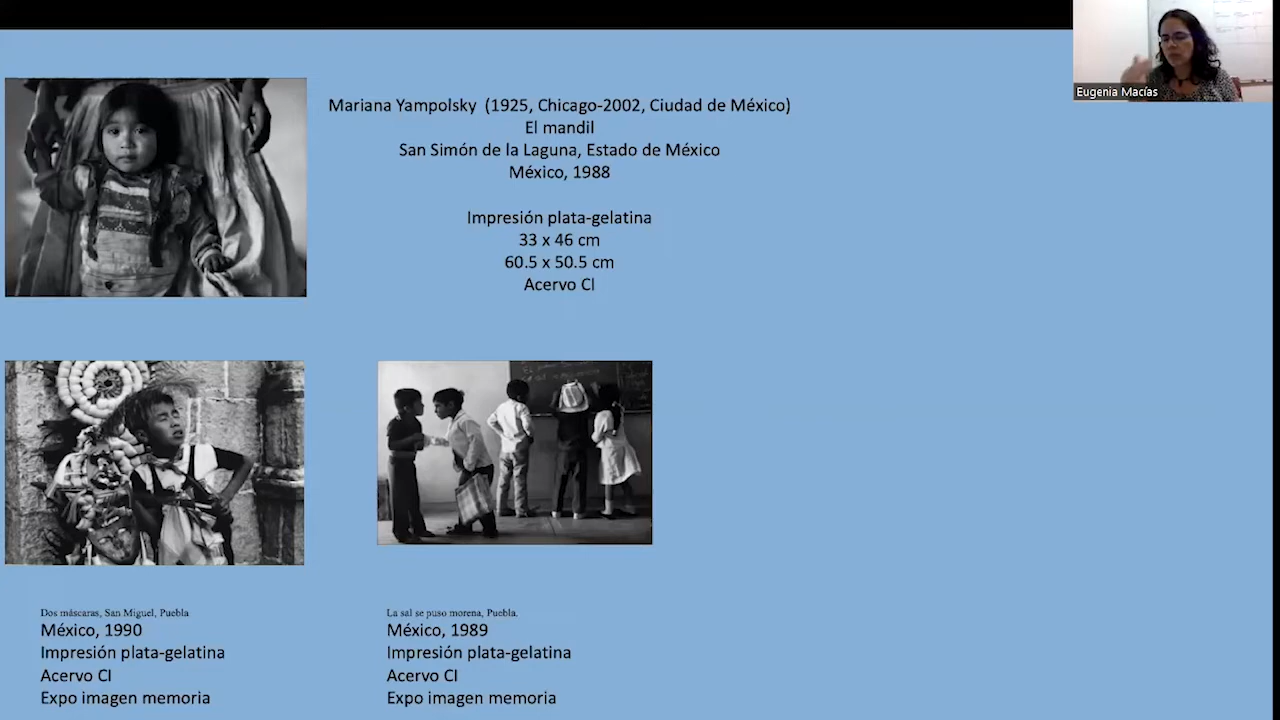 Eugenia Macías
Mariana Yampolsky (1925, Chicago-2002, Ciudad de México)
El mandil
San Simón de la Laguna, Estado de México
México, 1988
Impresión plata-gelatina
33 x 46 cm
60.5 x 50.5 cm
Acervo CI
Dos máscaras, San Miguel, Puebla
México, 1990
Impresión plata-gelatina
Acervo CI
Expo imagen memoria
La sal se puso morena, Puebla.
México, 1989
Impresión plata-gelatina
Acervo CI
Expo imagen memoria